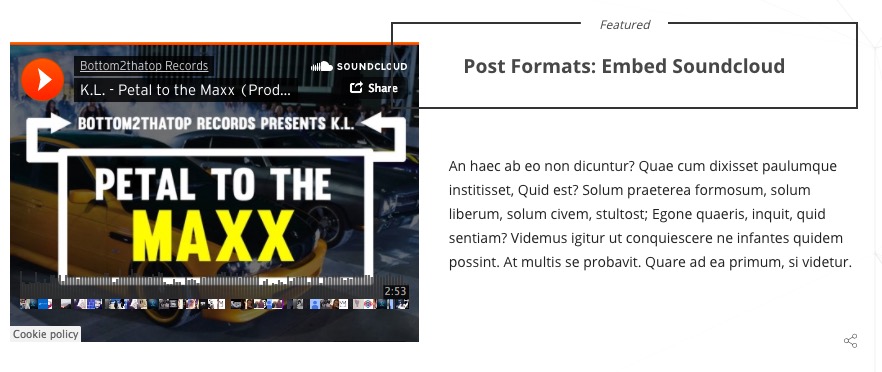 Featured
Post Formats: Embed Soundcloud
Bottom2thatop Records
SOUNDCLOUD
K.L. - Petal to the Maxx (Prod...
Share
BOTTOM2THATOP RECORDS PRESENTS K.L.
PETAL TO THE
MAXX
2:53
Cookie policy
An haec ab eo non dicuntur? Quae cum dixisset paulumque
institisset, Quid est? Solum praeterea formosum, solum
liberum, solum civem, stultost; Egone quaeris, inquit, quid
sentiam? Videmus igitur ut conquiescere ne infantes quidem
possint. At multis se probavit. Quare ad ea primum, si videtur.